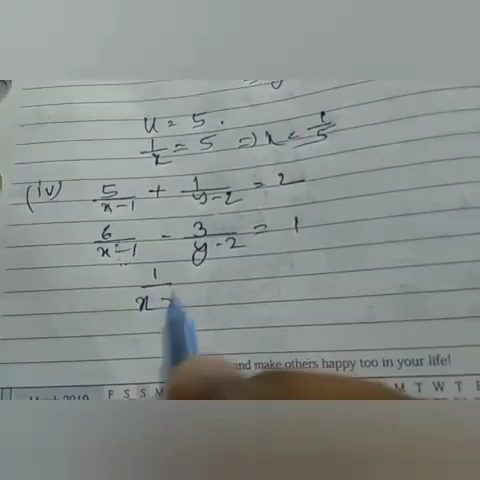 u = 5 .
1/x = 5 ⇒ x = 1/5
(iv) 5/x-1 + 1/y-2 = 2
6/x-1 - 3/y-2 = 1
1/x-
and make others happy too in your life!
F S S M
M T W T F